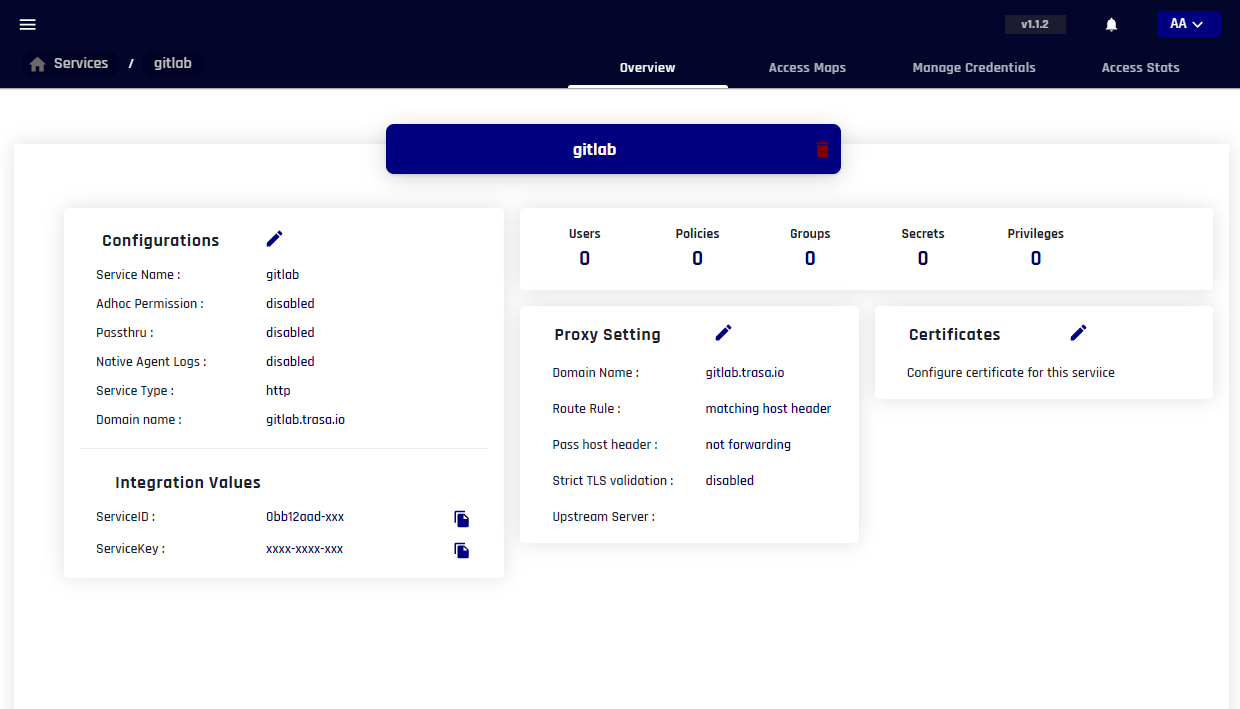 v1.1.2
AA
Services / gitlab
Overview Access Maps Manage Credentials Access Stats
gitlab
Configurations
Service Name : gitlab
Adhoc Permission : disabled
Passthru : disabled
Native Agent Logs : disabled
Service Type : http
Domain name : gitlab.trasa.io
Integration Values
ServiceID : 0bb12aad-xxx
ServiceKey : xxxx-xxxx-xxx
Users Policies Groups Secrets Privileges
0 0 0 0 0
Proxy Setting
Domain Name : gitlab.trasa.io
Route Rule : matching host header
Pass host header : not forwarding
Strict TLS validation : disabled
Upstream Server :
Certificates
Configure certificate for this serviice